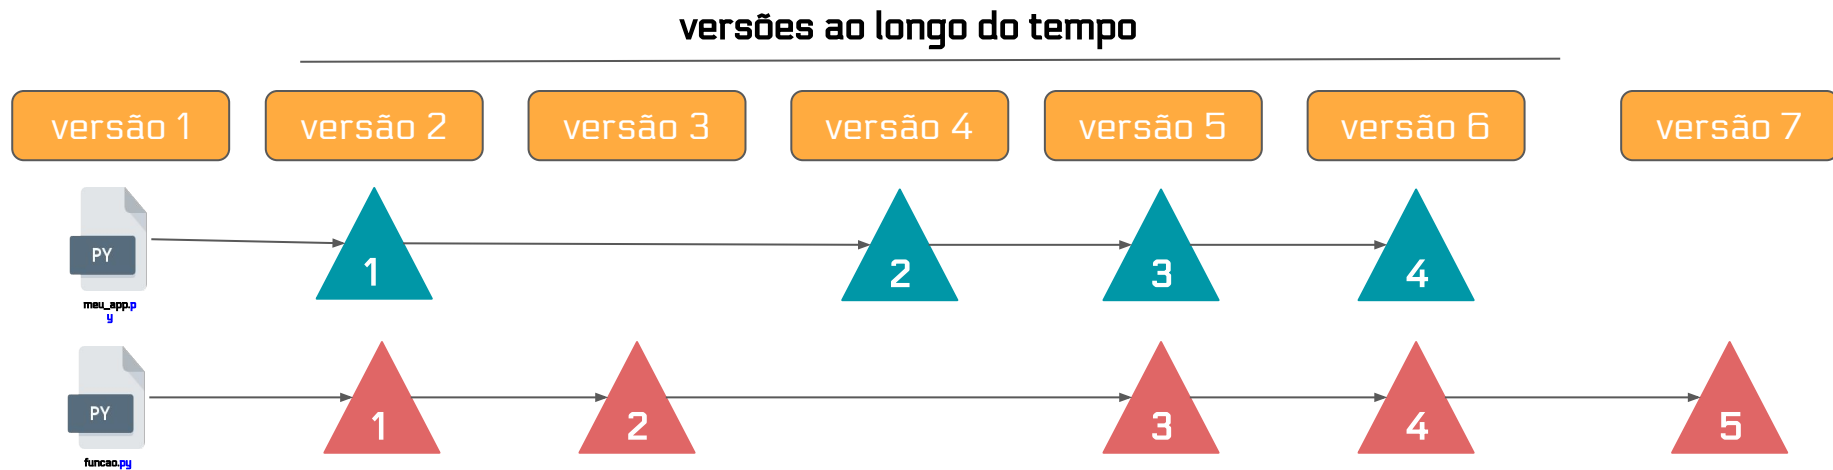 versões ao longo do tempo
versão 1
versão 2
versão 3
versão 4
versão 5
versão 6
versão 7
PY
meu_app.p
y
1
2
3
4
PY
funcao.py
1
2
3
4
5